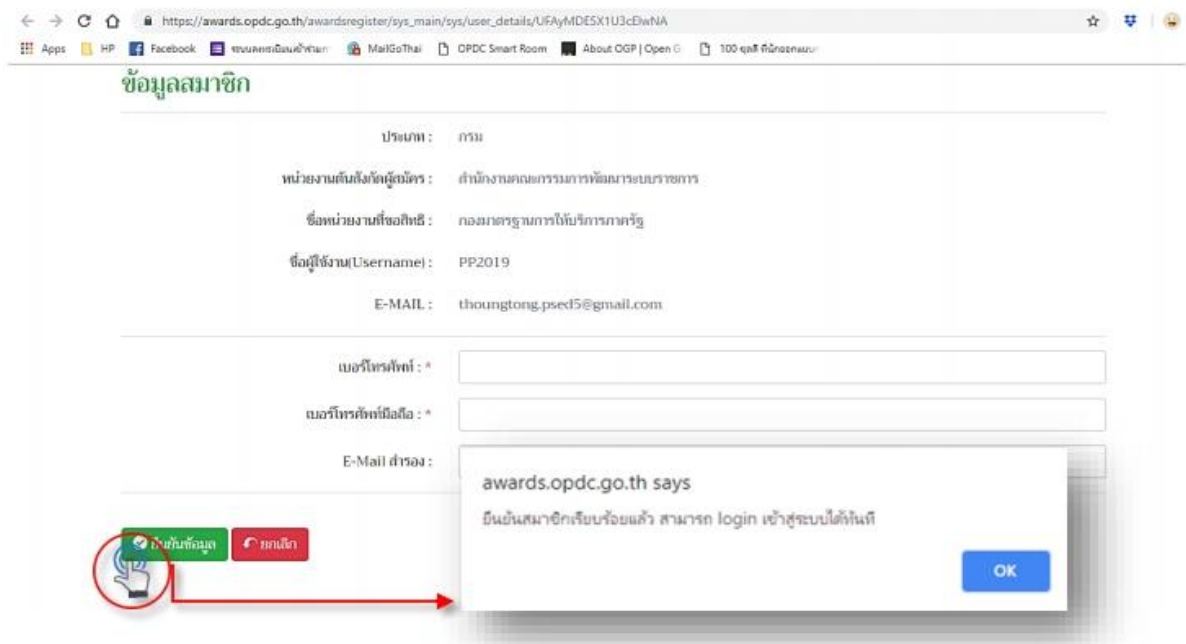 https://awards.opdc.go.th/awardsregister/sys_main/sys/user_details/UFAyMDE5X1U3cEIwNA
Apps HP Facebook MailGoThai OPDC Smart Room About OGP | Open G
ข้อมูลสมาชิก
ประเภท : กรม
หน่วยงานต้นสังกัดผู้สมัคร : สำนักงานคณะกรรมการพัฒนาระบบราชการ
ชื่อหน่วยงานที่ขอสิทธิ : กองมาตรฐานการให้บริการภาครัฐ
ชื่อผู้ใช้งาน(Username) : PP2019
E-MAIL : thoungtong.psed5@gmail.com
เบอร์โทรศัพท์ : *
เบอร์โทรศัพท์มือถือ : *
E-Mail สำรอง :
awards.opdc.go.th says
ยืนยันสมาชิกเรียบร้อยแล้ว สามารถ login เข้าสู่ระบบได้ทันที
OK
ยืนยันข้อมูล ยกเลิก